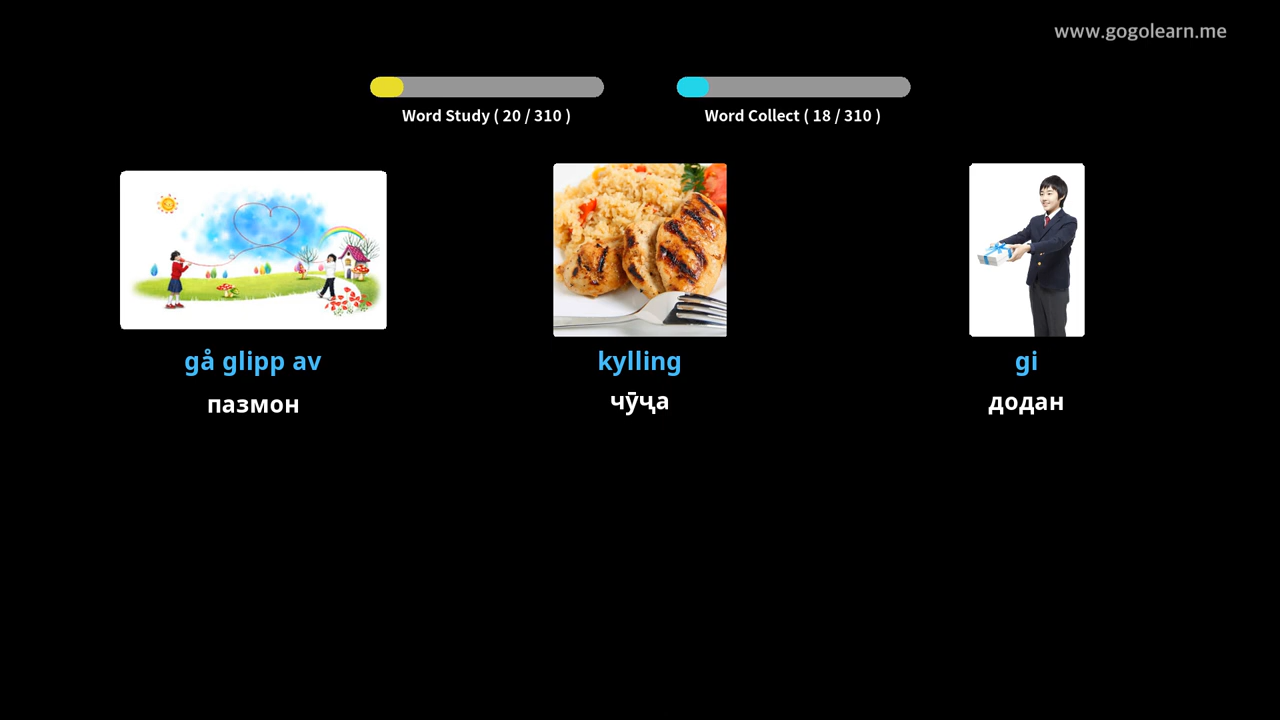 www.gogolearn.me
Word Study ( 20 / 310 )
Word Collect ( 18 / 310 )
gå glipp av
kylling
gi
пазмон
чӯҷа
додан